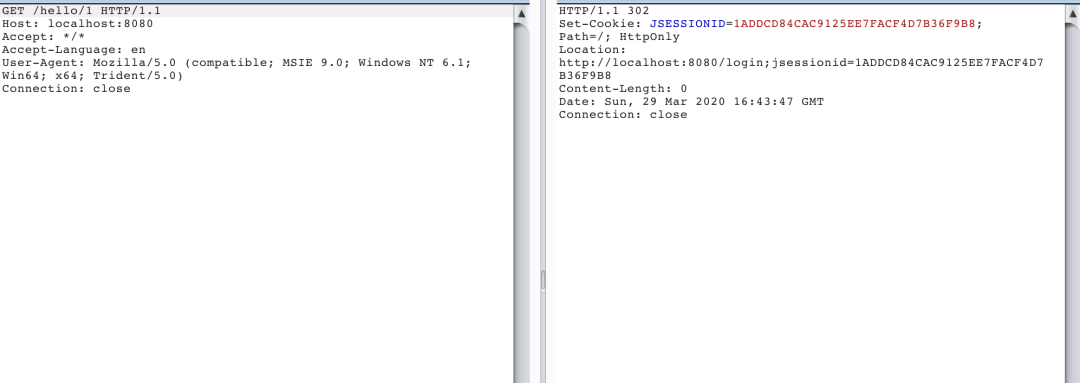 GET /hello/1 HTTP/1.1
Host: localhost:8080
Accept: */*
Accept-Language: en
User-Agent: Mozilla/5.0 (compatible; MSIE 9.0; Windows NT 6.1;
Win64; x64; Trident/5.0)
Connection: close
HTTP/1.1 302
Set-Cookie: JSESSIONID=1ADDCD84CAC9125EE7FACF4D7B36F9B8;
Path=/; HttpOnly
Location:
http://localhost:8080/login;jsessionid=1ADDCD84CAC9125EE7FACF4D7
B36F9B8
Content-Length: 0
Date: Sun, 29 Mar 2020 16:43:47 GMT
Connection: close